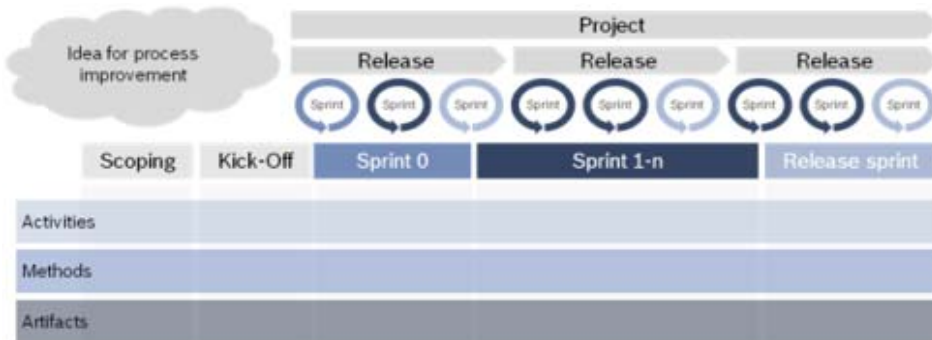 Project
Idea for process
improvement
Release Release Release
Sprint Sprint Sprint Sprint Sprint Sprint Sprint Sprint Sprint
Scoping Kick-Off Sprint 0 Sprint 1-n Release sprint
Activities
Methods
Artifacts